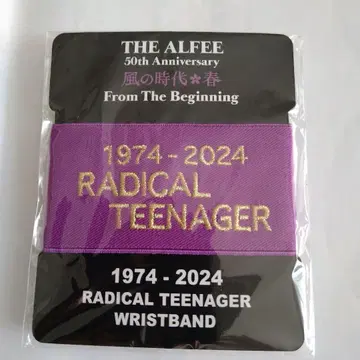 THE ALFEE
50th Anniversary
風の時代✿春
From The Beginning
1974-2024
RADICAL
TEENAGER
1974 - 2024
RADICAL TEENAGER
WRISTBAND